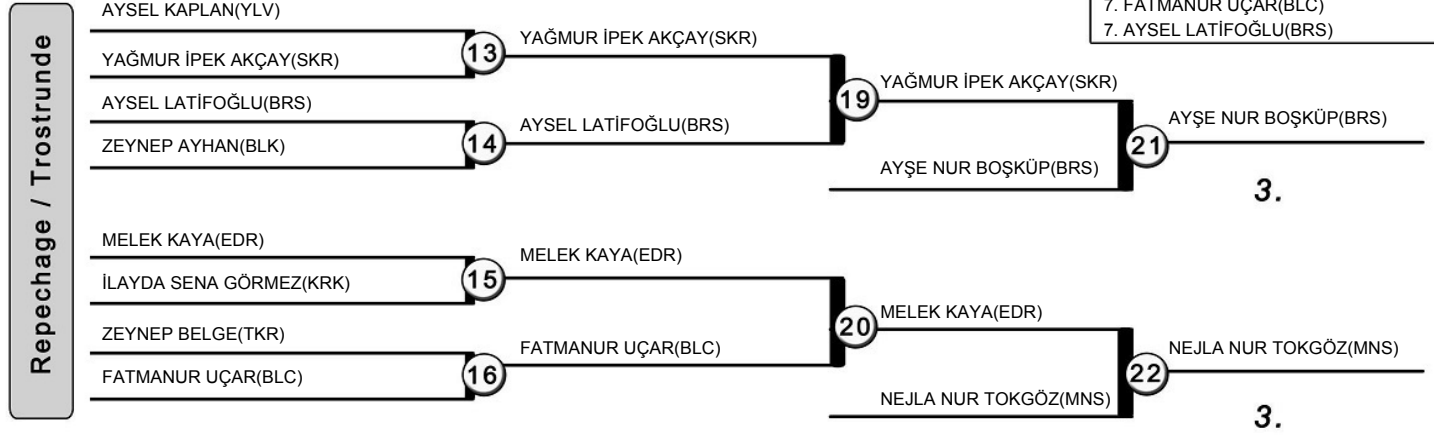 AYSEL KAPLAN(YLV)
7. FATMANUR UÇAR(BLC)
7. AYSEL LATİFOĞLU(BRS)
Repechage / Trostrunde
13
YAĞMUR İPEK AKÇAY(SKR)
YAĞMUR İPEK AKÇAY(SKR)
19
YAĞMUR İPEK AKÇAY(SKR)
AYSEL LATİFOĞLU(BRS)
14
AYSEL LATİFOĞLU(BRS)
ZEYNEP AYHAN(BLK)
21
AYŞE NUR BOŞKÜP(BRS)
AYŞE NUR BOŞKÜP(BRS)
3.
MELEK KAYA(EDR)
15
MELEK KAYA(EDR)
İLAYDA SENA GÖRMEZ(KRK)
20
MELEK KAYA(EDR)
ZEYNEP BELGE(TKR)
16
FATMANUR UÇAR(BLC)
FATMANUR UÇAR(BLC)
22
NEJLA NUR TOKGÖZ(MNS)
NEJLA NUR TOKGÖZ(MNS)
3.